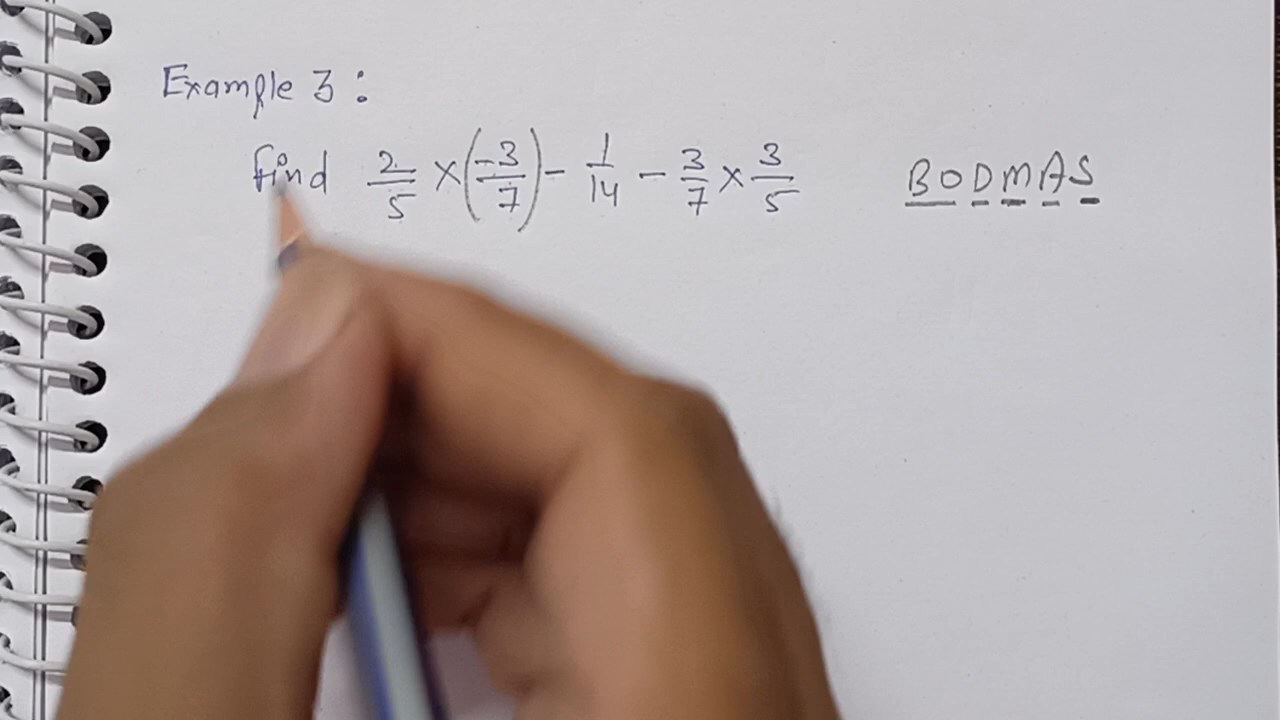 Example 3 :
Find 2/5 × (-3/7) - 1/14 - 3/7 × 3/5 BODMAS